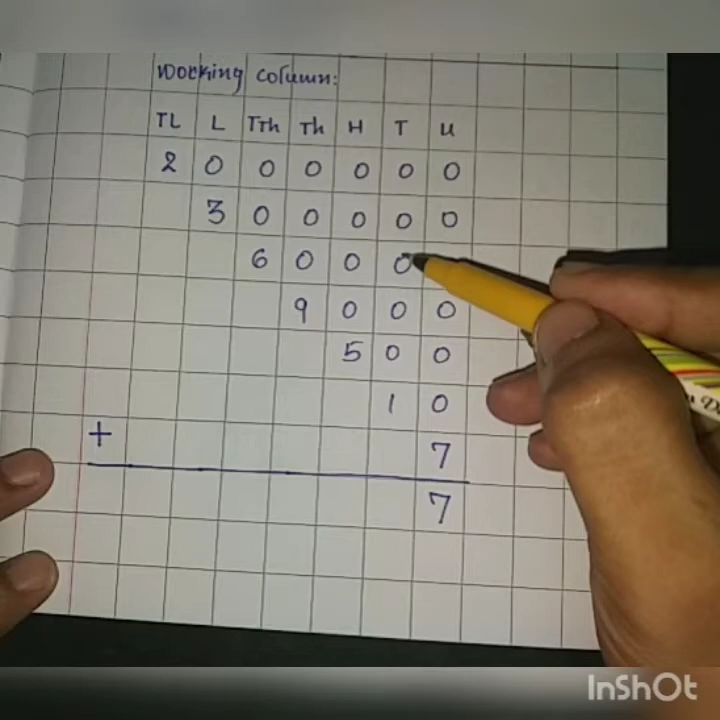 Working column:
TL L Tth Th H T U
2 0 0 0 0 0 0
3 0 0 0 0 0
6 0 0 0
9 0 0 0
5 0 0
1 0
+ 7
7
InShOt